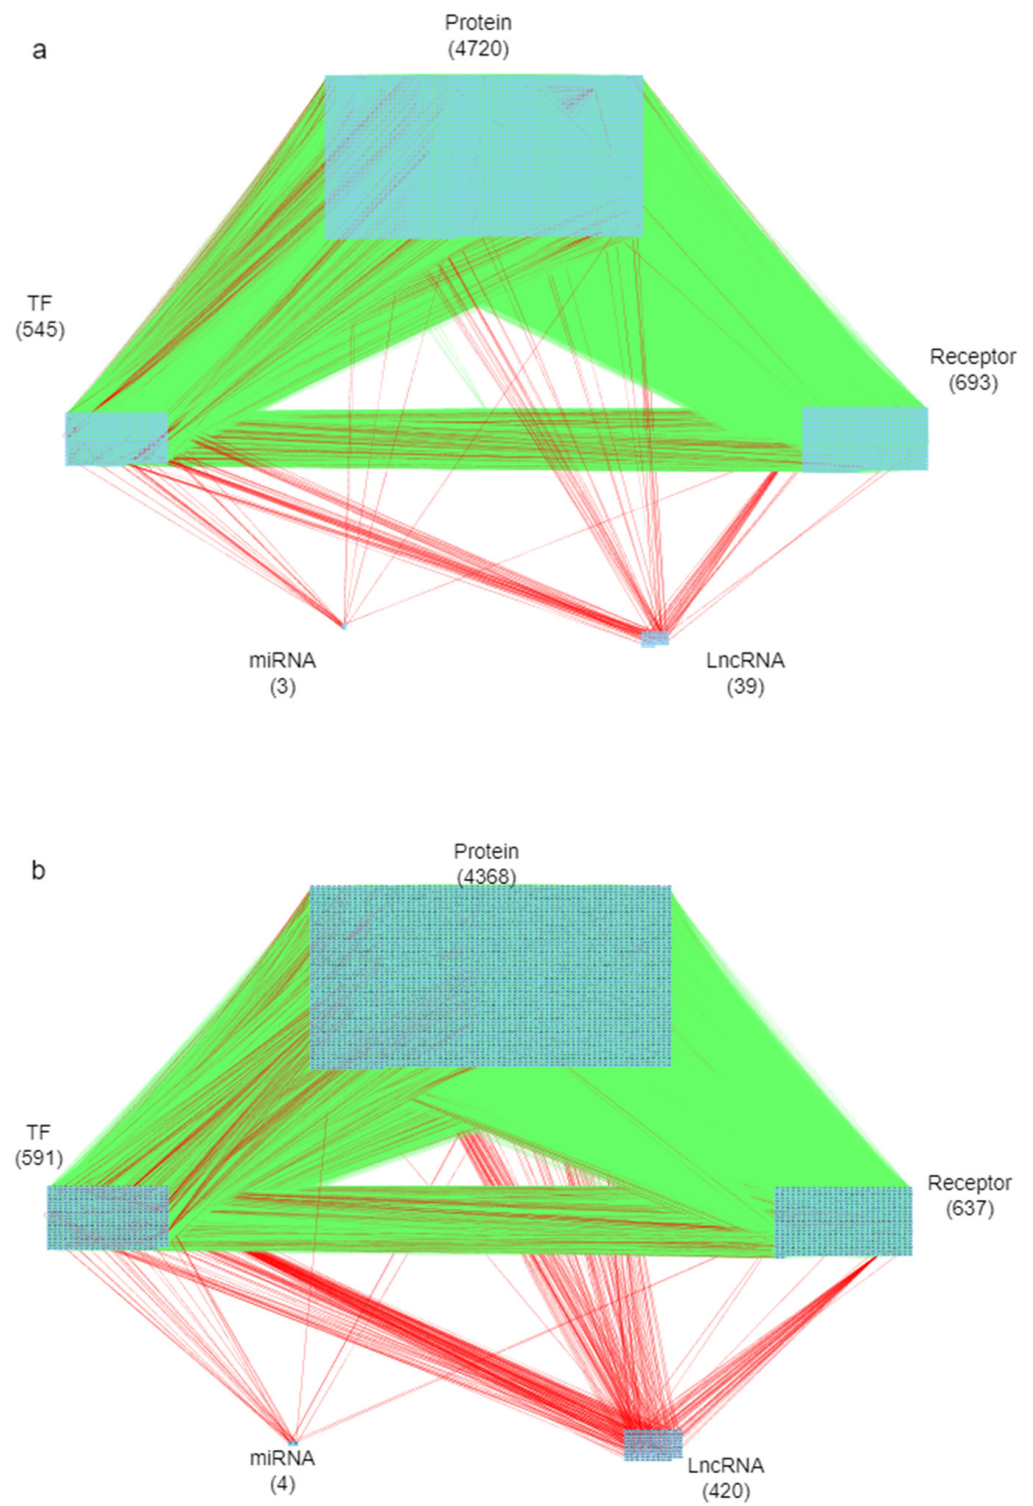 a
Protein
(4720)
TF
(545)
Receptor
(693)
miRNA
(3)
LncRNA
(39)
b
Protein
(4368)
TF
(591)
Receptor
(637)
miRNA
(4)
LncRNA
(420)